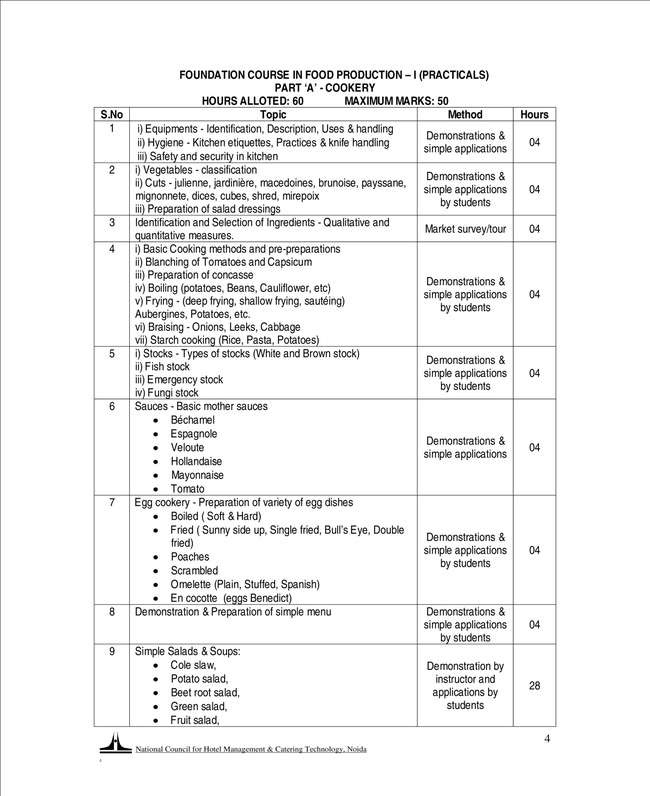 FOUNDATION COURSE IN FOOD PRODUCTION – I (PRACTICALS)
PART ‘A’ - COOKERY
HOURS ALLOTED: 60 MAXIMUM MARKS: 50
S.No Topic Method Hours
1
i) Equipments - Identification, Description, Uses & handling
ii) Hygiene - Kitchen etiquettes, Practices & knife handling
iii) Safety and security in kitchen
Demonstrations &
simple applications
04
2
i) Vegetables - classification
ii) Cuts - julienne, jardinière, macedoines, brunoise, payssane,
mignonnete, dices, cubes, shred, mirepoix
iii) Preparation of salad dressings
Demonstrations &
simple applications
by students
04
3
Identification and Selection of Ingredients - Qualitative and
quantitative measures.
Market survey/tour
04
4
i) Basic Cooking methods and pre-preparations
ii) Blanching of Tomatoes and Capsicum
iii) Preparation of concasse
iv) Boiling (potatoes, Beans, Cauliflower, etc)
v) Frying - (deep frying, shallow frying, sautéing)
Aubergines, Potatoes, etc.
vi) Braising - Onions, Leeks, Cabbage
vii) Starch cooking (Rice, Pasta, Potatoes)
Demonstrations &
simple applications
by students
04
5
i) Stocks - Types of stocks (White and Brown stock)
ii) Fish stock
iii) Emergency stock
iv) Fungi stock
Demonstrations &
simple applications
by students
04
6
Sauces - Basic mother sauces
• Béchamel
• Espagnole
• Veloute
• Hollandaise
• Mayonnaise
• Tomato
Demonstrations &
simple applications
04
7
Egg cookery - Preparation of variety of egg dishes
• Boiled ( Soft & Hard)
• Fried ( Sunny side up, Single fried, Bull’s Eye, Double
fried)
• Poaches
• Scrambled
• Omelette (Plain, Stuffed, Spanish)
• En cocotte (eggs Benedict)
Demonstrations &
simple applications
by students
04
8
Demonstration & Preparation of simple menu
Demonstrations &
simple applications
by students
04
9
Simple Salads & Soups:
• Cole slaw,
• Potato salad,
• Beet root salad,
• Green salad,
• Fruit salad,
Demonstration by
instructor and
applications by
students
28
4
National Council for Hotel Management & Catering Technology, Noida